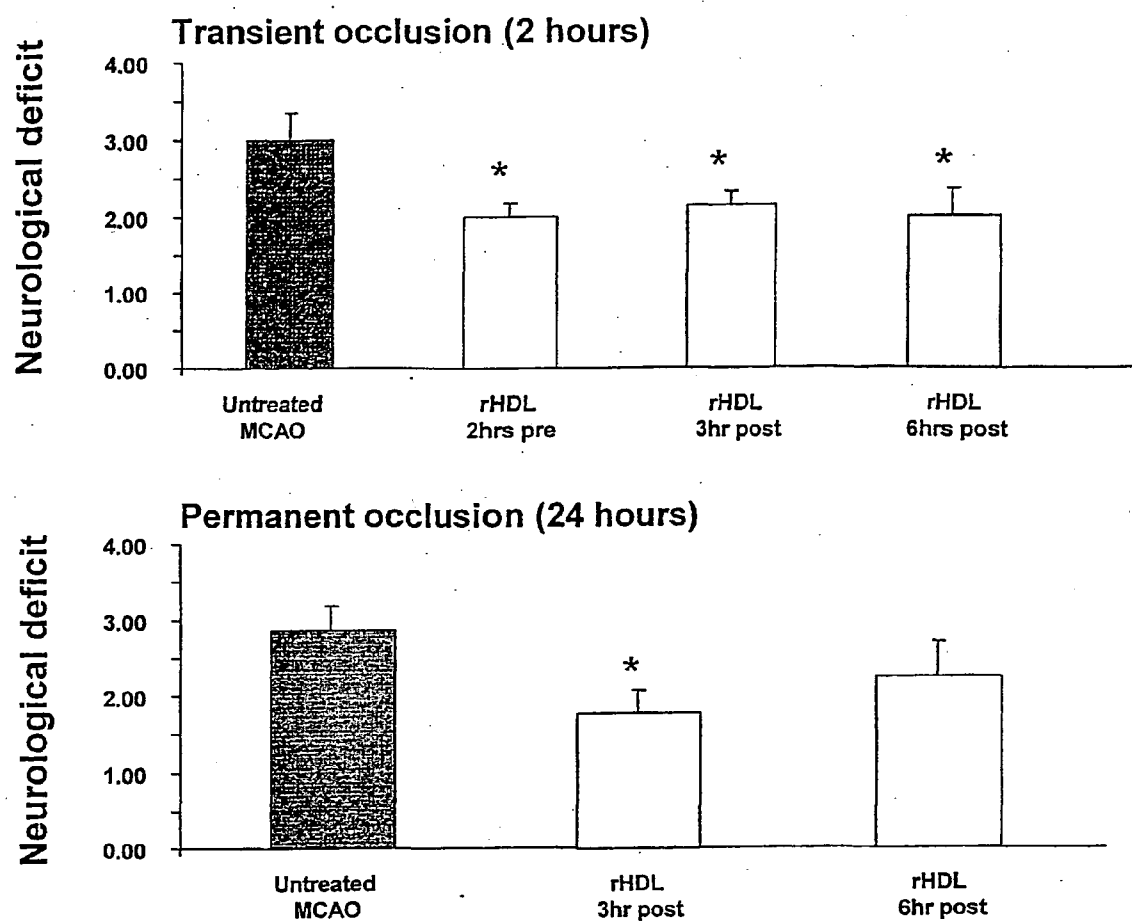 Transient occlusion (2 hours)
Neurological deficit
4.00
3.00
2.00
1.00
0.00
*
*
*
Untreated
MCAO
rHDL
2hrs pre
rHDL
3hr post
rHDL
6hrs post
Permanent occlusion (24 hours)
Neurological deficit
4.00
3.00
2.00
1.00
0.00
*
Untreated
MCAO
rHDL
3hr post
rHDL
6hr post